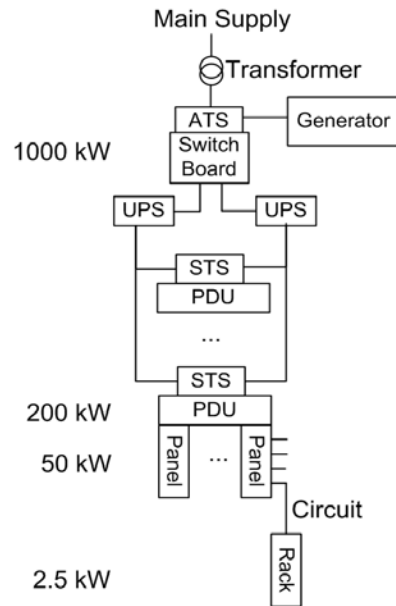 Main Supply
Transformer
ATS
Generator
1000 kW
Switch
Board
UPS
UPS
STS
PDU
...
STS
200 kW
PDU
50 kW
Panel
...
Panel
Circuit
2.5 kW
Rack